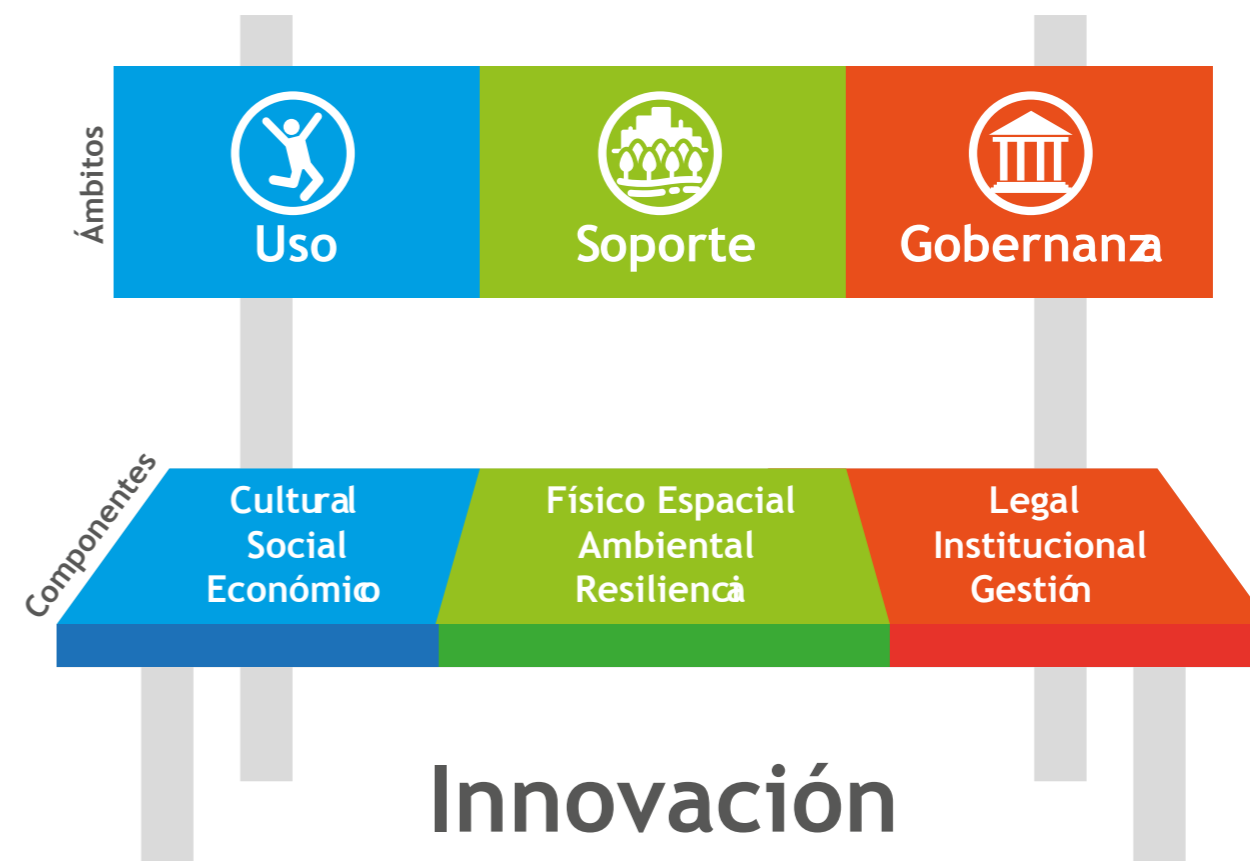 Ámbitos
Uso
Soporte
Gobernanza
Componentes
Cultural
Social
Económico
Físico Espacial
Ambiental
Resiliencia
Legal
Institucional
Gestión
Innovación